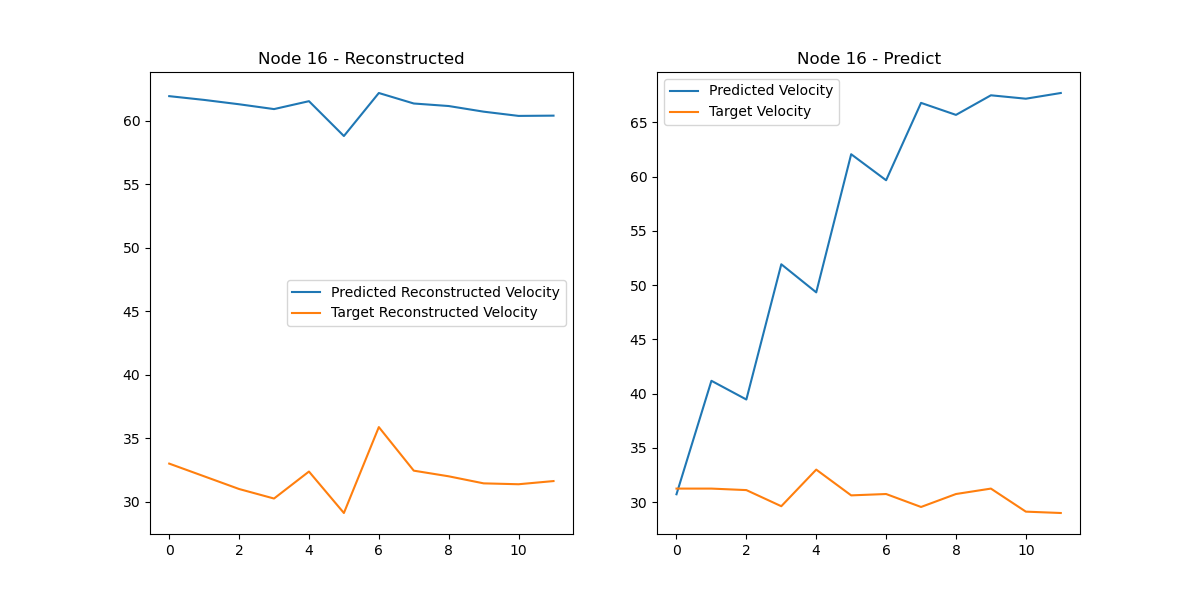 Node 16 - Reconstructed
60
55
50
45
40
35
30
0 2 4 6 8 10
Predicted Reconstructed Velocity
Target Reconstructed Velocity
Node 16 - Predict
65
60
55
50
45
40
35
30
0 2 4 6 8 10
Predicted Velocity
Target Velocity